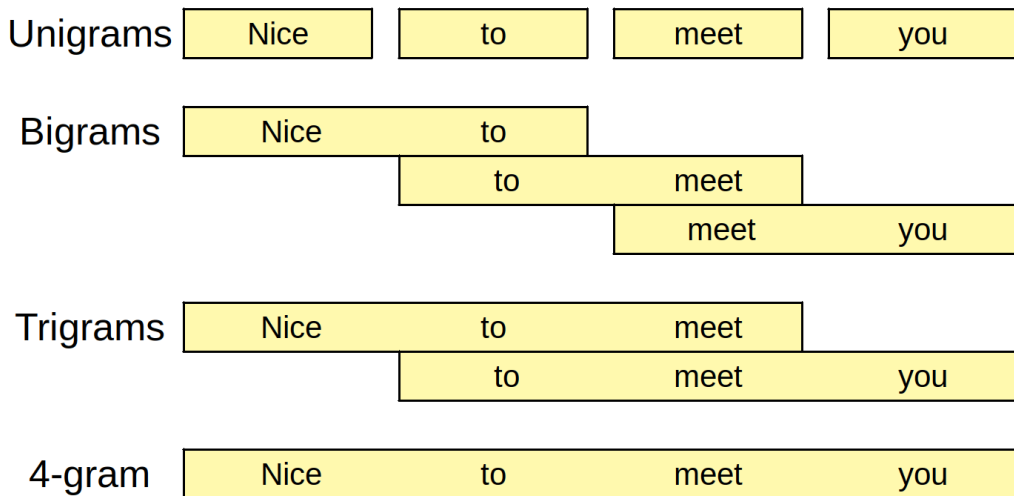 Unigrams Nice to meet you
Bigrams Nice to
to meet
meet you
Trigrams Nice to meet
to meet you
4-gram Nice to meet you